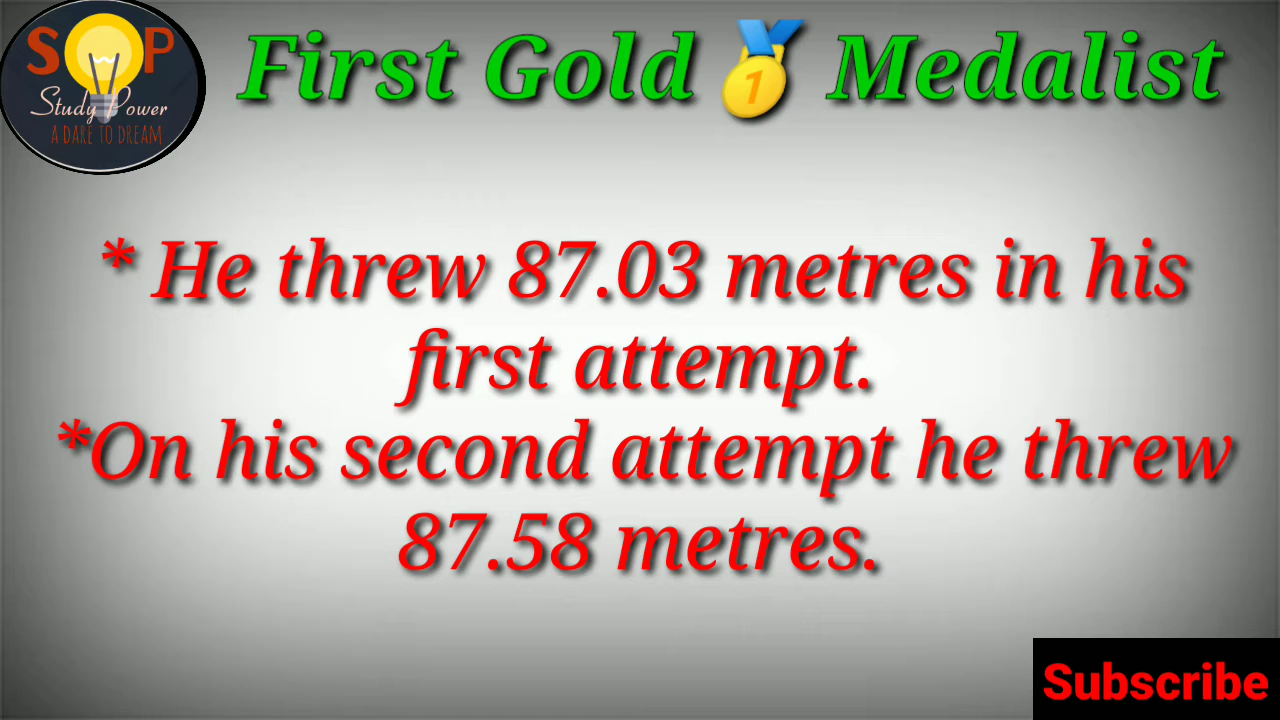 SOP
Study Power
A DARE TO DREAM
First Gold🥇Medalist
* He threw 87.03 metres in his
first attempt.
*On his second attempt he threw
87.58 metres.
Subscribe